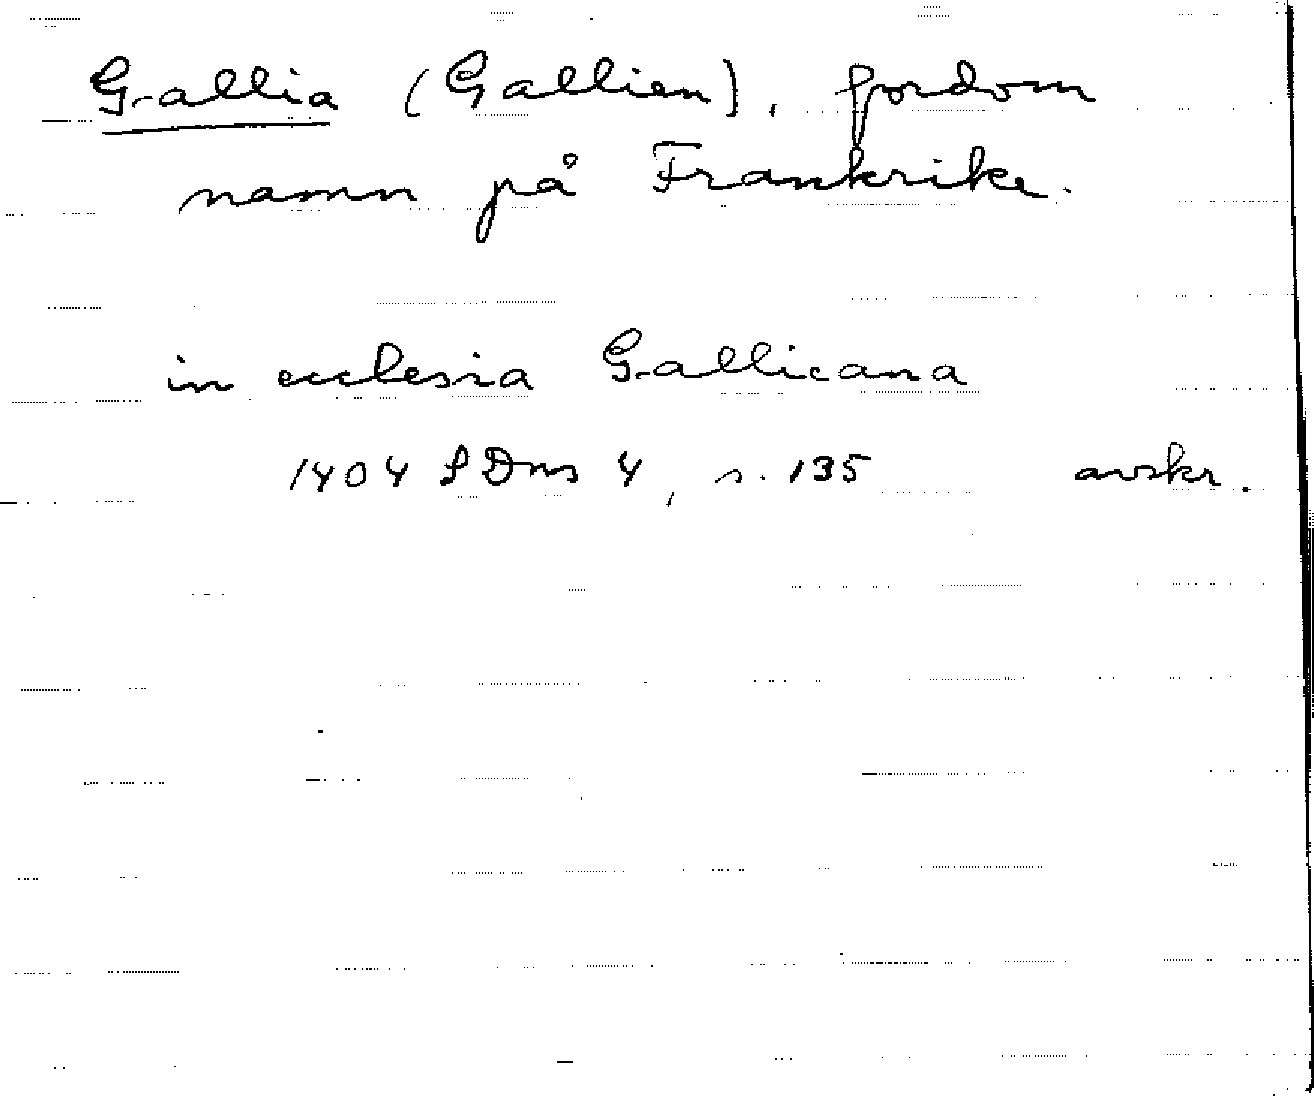 Gallia (Gallien), fordom
namn på Frankrike.
in ecclesia Gallicana
1404 SDns 4, s. 135 avskr.